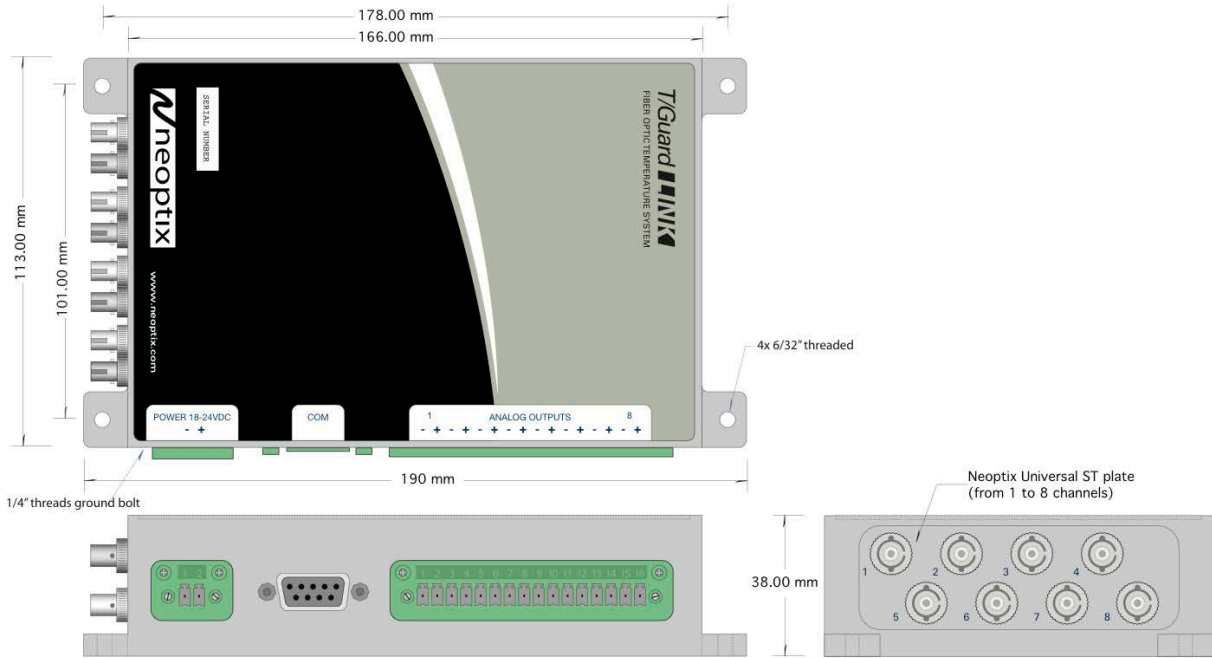 178.00 mm
166.00 mm
113.00 mm
101.00 mm
SERIAL NUMBER
neoptix
www.neoptix.com
T/Guard LINK
FIBER OPTIC TEMPERATURE SYSTEM
4x 6/32" threaded
POWER 18-24VDC
- +
COM
1 ANALOG OUTPUTS 8
- + - + - + - + - + - + - + - +
190 mm
1/4" threads ground bolt
Neoptix Universal ST plate
(from 1 to 8 channels)
1 2
1 2 3 4 5 6 7 8 9 10 11 12 13 14 15 16
38.00 mm
1 2 3 4
5 6 7 8